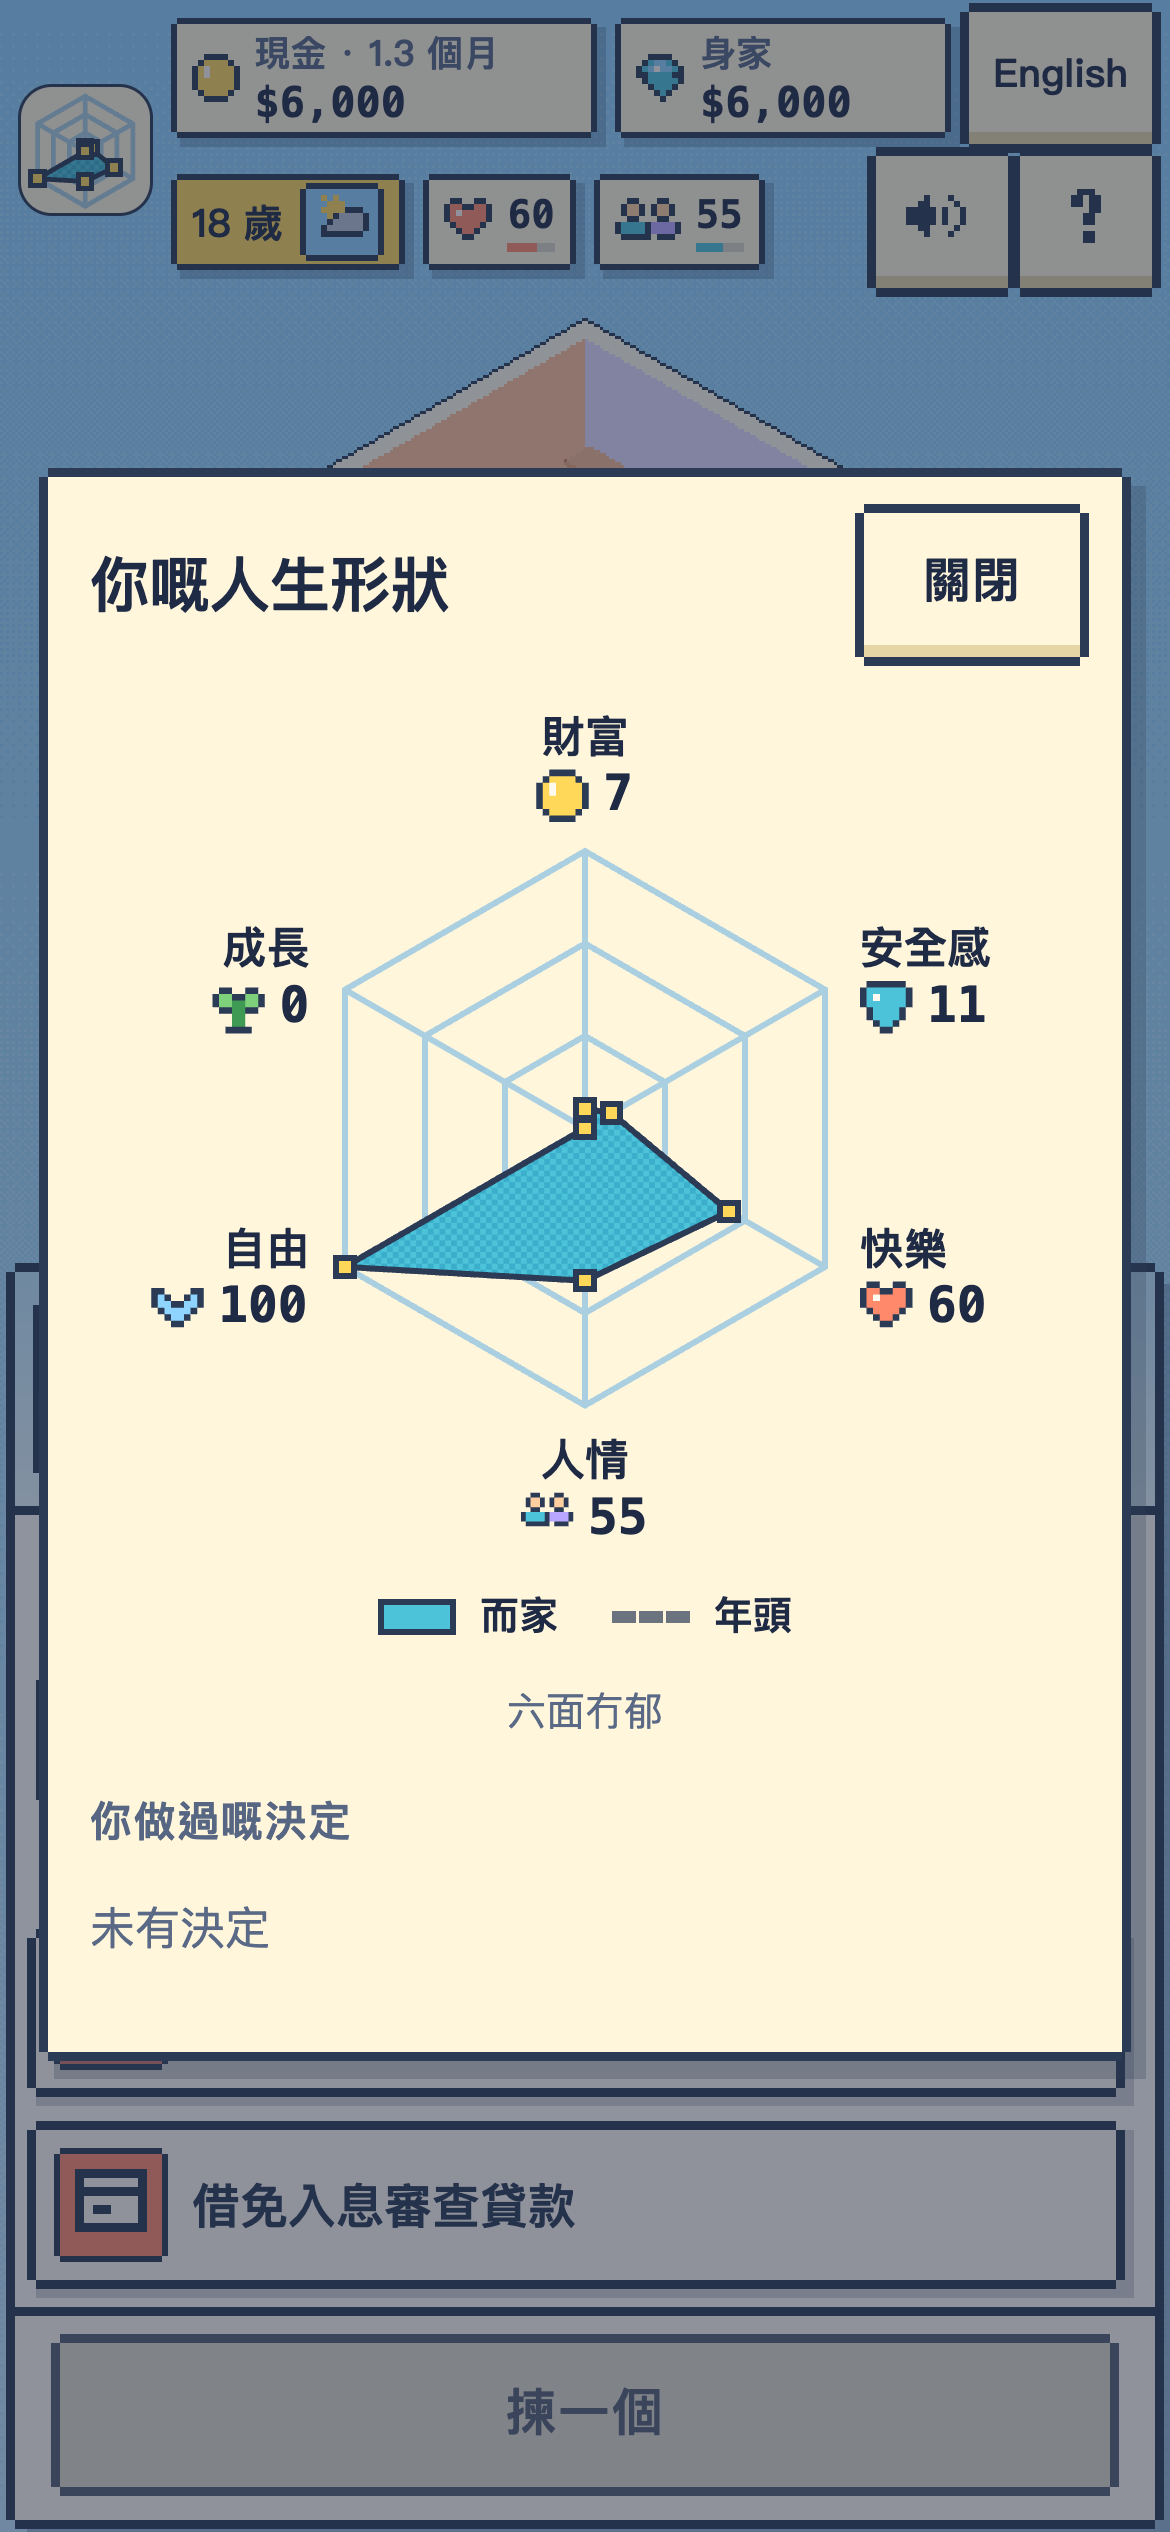 現金 · 1.3 個月
$6,000
身家
$6,000
English
18 歲
60
55
?
你嘅人生形狀
關閉
財富
7
成長
0
安全感
11
自由
100
快樂
60
人情
55
而家
年頭
六面冇郁
你做過嘅決定
未有決定
借免入息審查貸款
揀一個